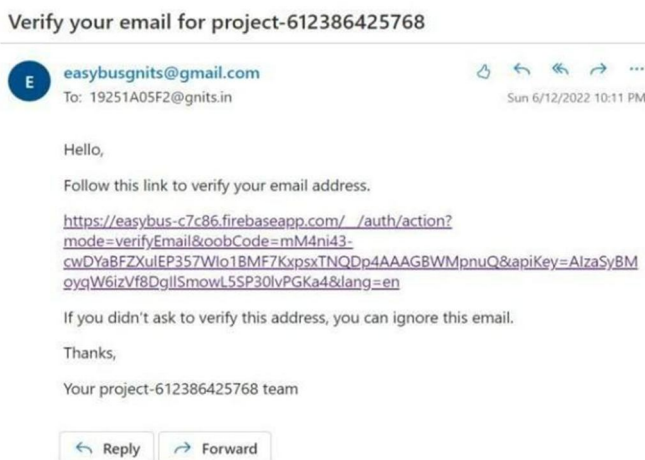 Verify your email for project-612386425768
E
easybusgnits@gmail.com
To: 19251A05F2@gnits.in
Sun 6/12/2022 10:11 PM
Hello,
Follow this link to verify your email address.
https://easybus-c7c86.firebaseapp.com/__/auth/action?
mode=verifyEmail&oobCode=mM4ni43-
cwDYaBFZXulEP357WIo1BMF7KxpsxTNQDp4AAAGBWMpnuQ&apiKey=AIzaSyBM
oyqW6izVf8DgIlSmowL5SP30lvPGKa4&lang=en
If you didn't ask to verify this address, you can ignore this email.
Thanks,
Your project-612386425768 team
Reply
Forward